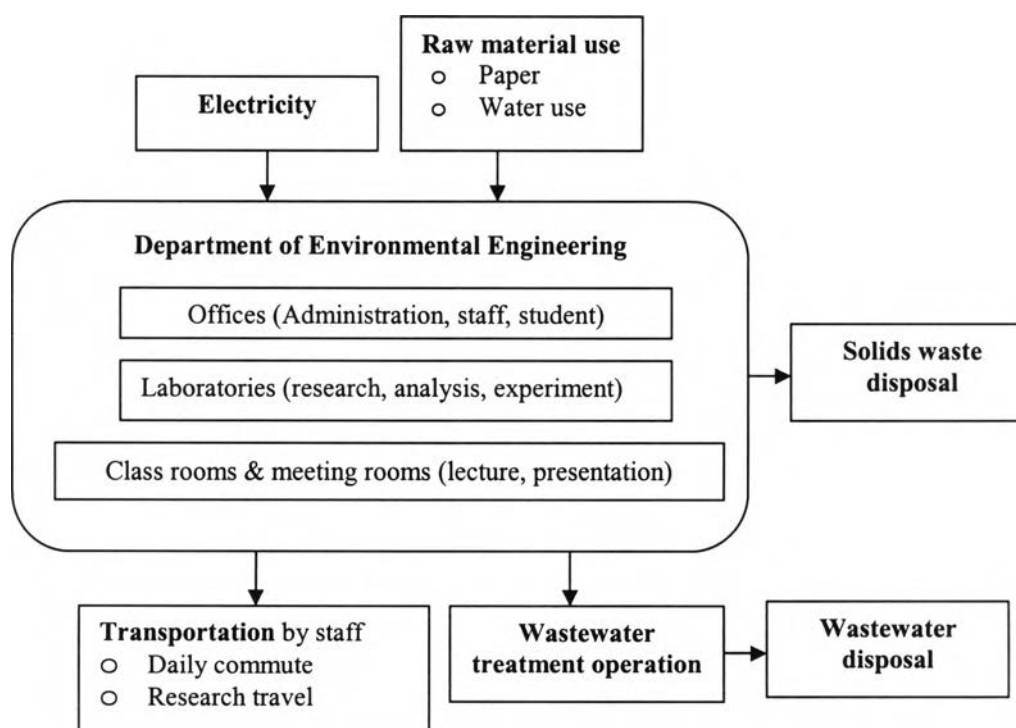 Raw material use
o Paper
o Water use
Electricity
Department of Environmental Engineering
Offices (Administration, staff, student)
Laboratories (research, analysis, experiment)
Class rooms & meeting rooms (lecture, presentation)
Solids waste
disposal
Transportation by staff
o Daily commute
o Research travel
Wastewater
treatment operation
Wastewater
disposal